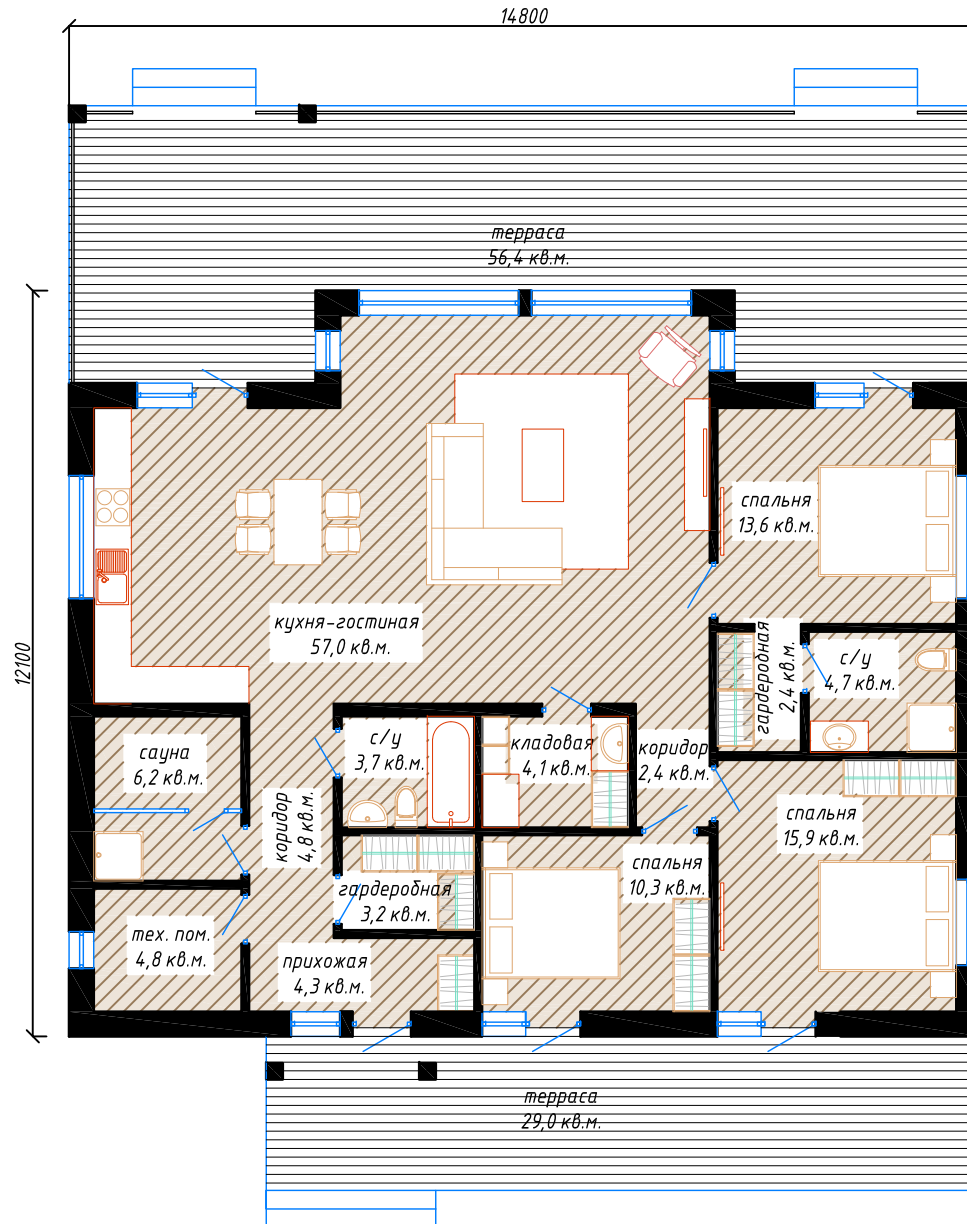 14800
терраса
56,4 кв.м.
12100
спальня
13,6 кв.м.
кухня-гостиная
57,0 кв.м.
гардеробная
2,4 кв.м.
с/у
4,7 кв.м.
сауна
6,2 кв.м.
с/у
3,7 кв.м.
кладовая
4,1 кв.м.
коридор
2,4 кв.м.
коридор
4,8 кв.м.
спальня
15,9 кв.м.
гардеробная
3,2 кв.м.
спальня
10,3 кв.м.
тех. пом.
4,8 кв.м.
прихожая
4,3 кв.м.
терраса
29,0 кв.м.